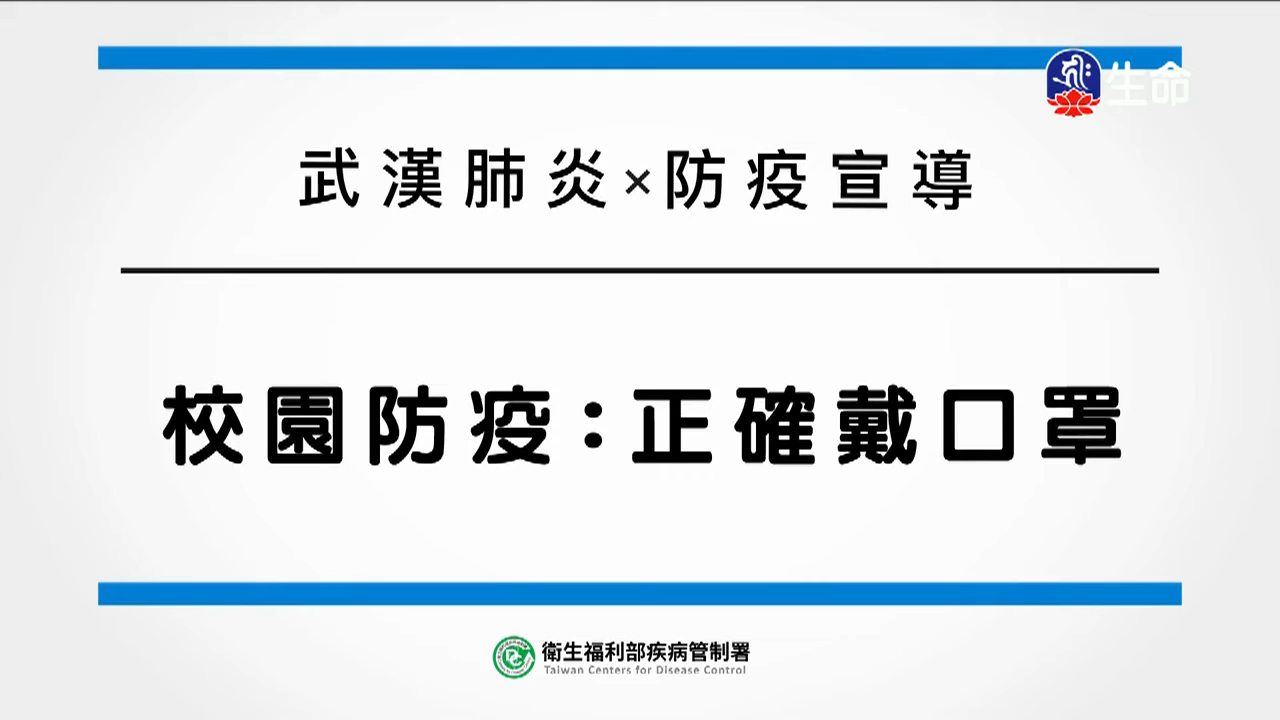 生命
武漢肺炎×防疫宣導
校園防疫：正確戴口罩
衛生福利部疾病管制署
Taiwan Centers for Disease Control